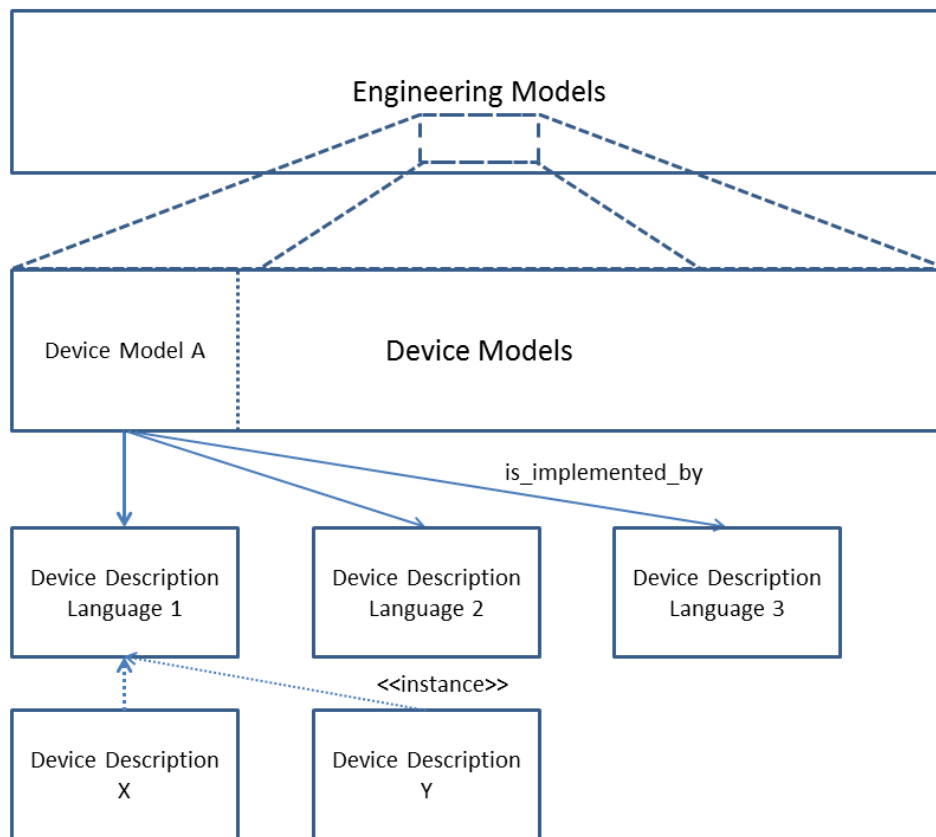 Engineering Models
Device Model A
Device Models
is_implemented_by
Device Description
Language 1
Device Description
Language 2
Device Description
Language 3
<<instance>>
Device Description
X
Device Description
Y